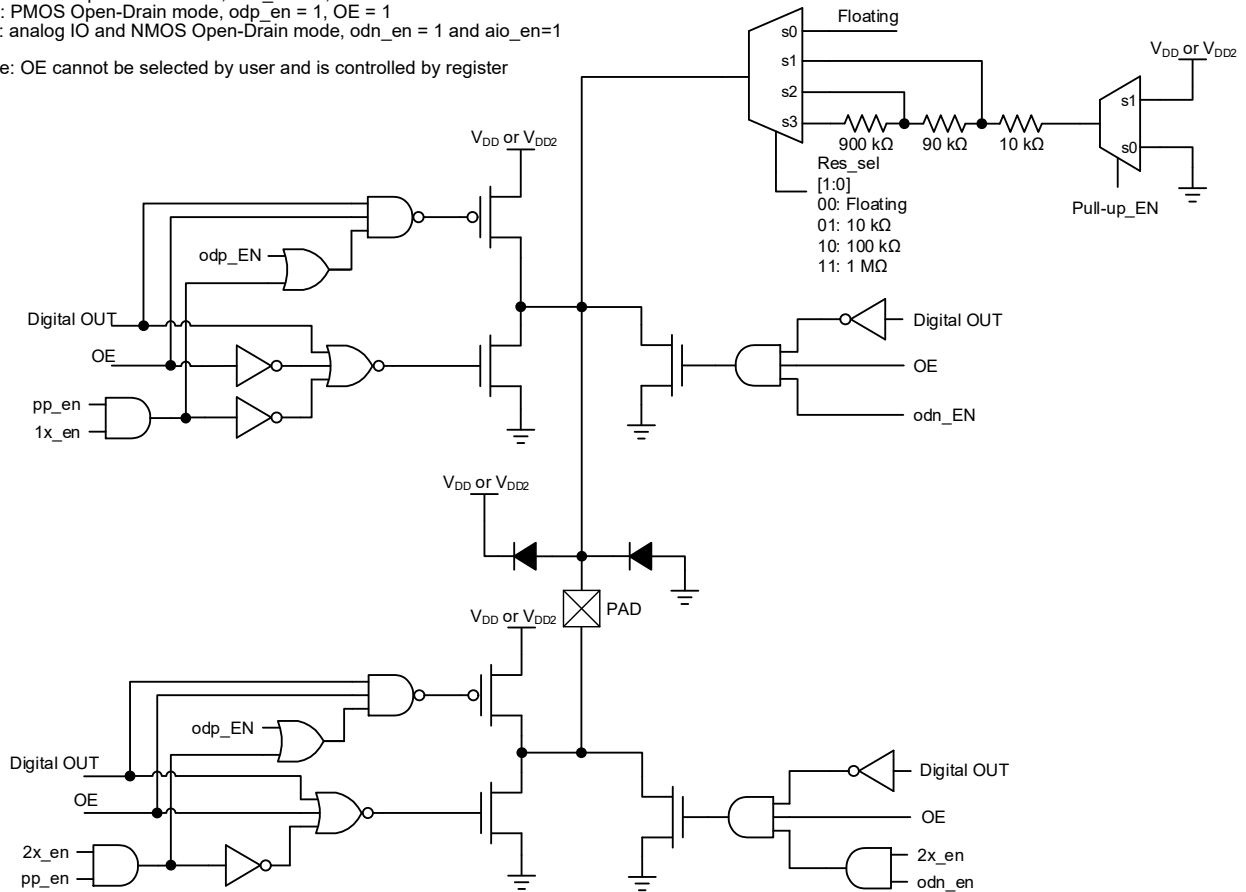 : PMOS Open-Drain mode, odp_en = 1, OE = 1
: analog IO and NMOS Open-Drain mode, odn_en = 1 and aio_en=1
e: OE cannot be selected by user and is controlled by register
Floating
s0
s1
s2
s3
900 kΩ
90 kΩ
10 kΩ
VDD or VDD2
s1
s0
Pull-up_EN
Res_sel
[1:0]
00: Floating
01: 10 kΩ
10: 100 kΩ
11: 1 MΩ
VDD or VDD2
odp_EN
Digital OUT
OE
pp_en
1x_en
Digital OUT
OE
odn_EN
VDD or VDD2
PAD
VDD or VDD2
odp_EN
Digital OUT
OE
2x_en
pp_en
Digital OUT
OE
2x_en
odn_en